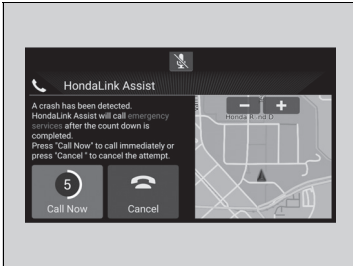 HondaLink Assist
A crash has been detected.
HondaLink Assist will call emergency
services after the count down is
completed.
Press "Call Now" to call immediately or
press "Cancel " to cancel the attempt.
5
Call Now
Cancel
- +